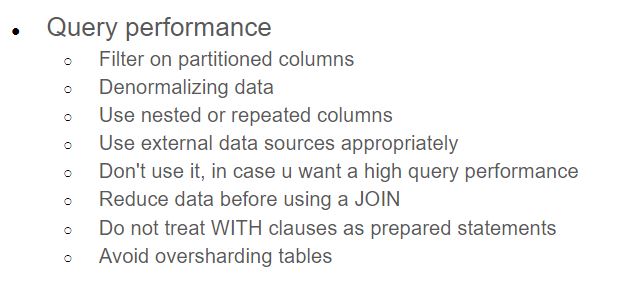 Query performance
Filter on partitioned columns
Denormalizing data
Use nested or repeated columns
Use external data sources appropriately
Don't use it, in case u want a high query performance
Reduce data before using a JOIN
Do not treat WITH clauses as prepared statements
Avoid oversharding tables